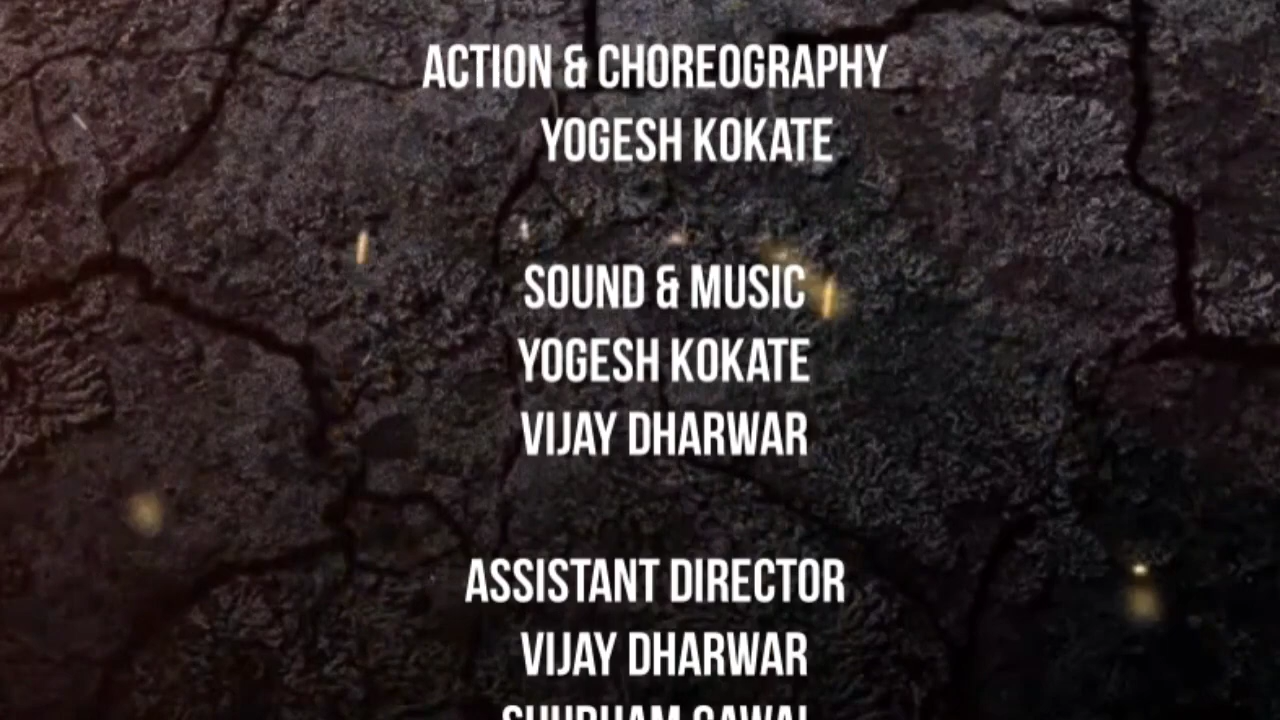 ACTION & CHOREOGRAPHY
YOGESH KOKATE
SOUND & MUSIC
YOGESH KOKATE
VIJAY DHARWAR
ASSISTANT DIRECTOR
VIJAY DHARWAR